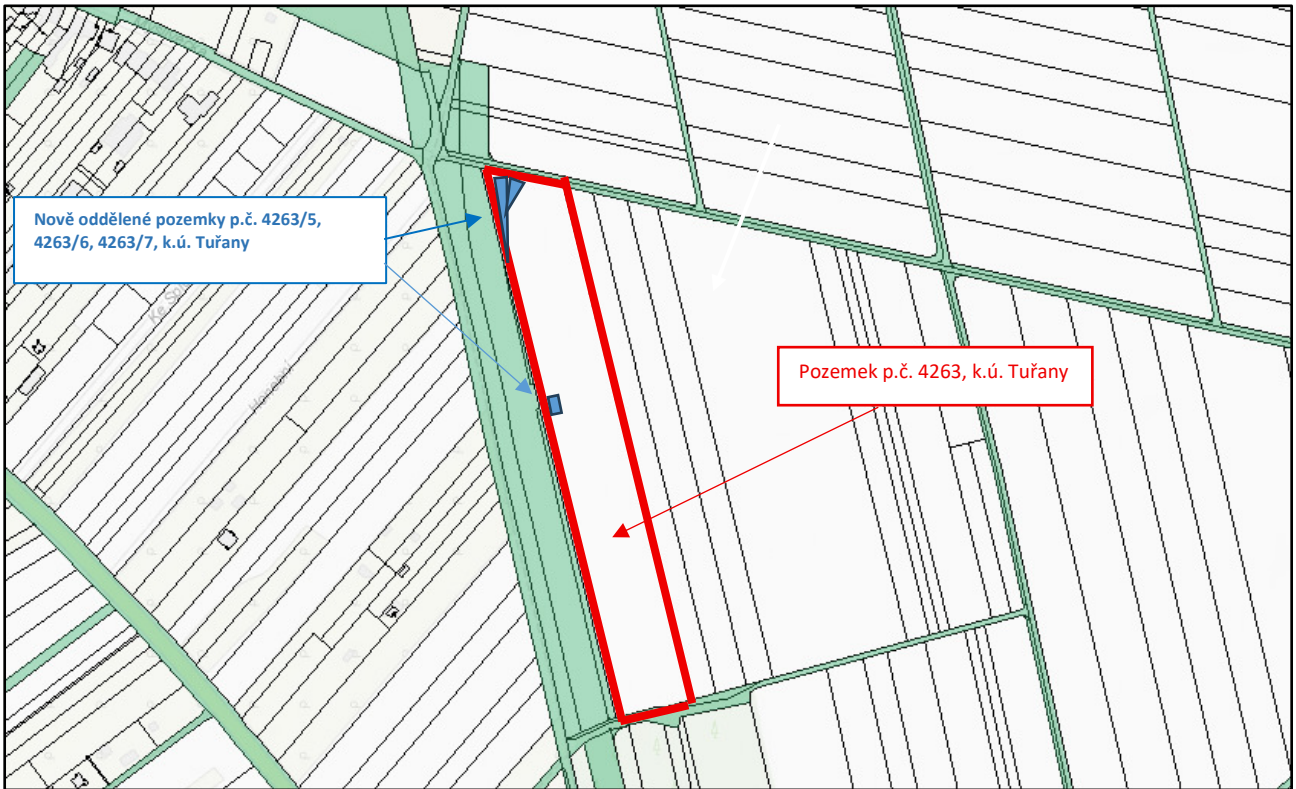 Nově oddělené pozemky p.č. 4263/5,
4263/6, 4263/7, k.ú. Tuřany
Pozemek p.č. 4263, k.ú. Tuřany